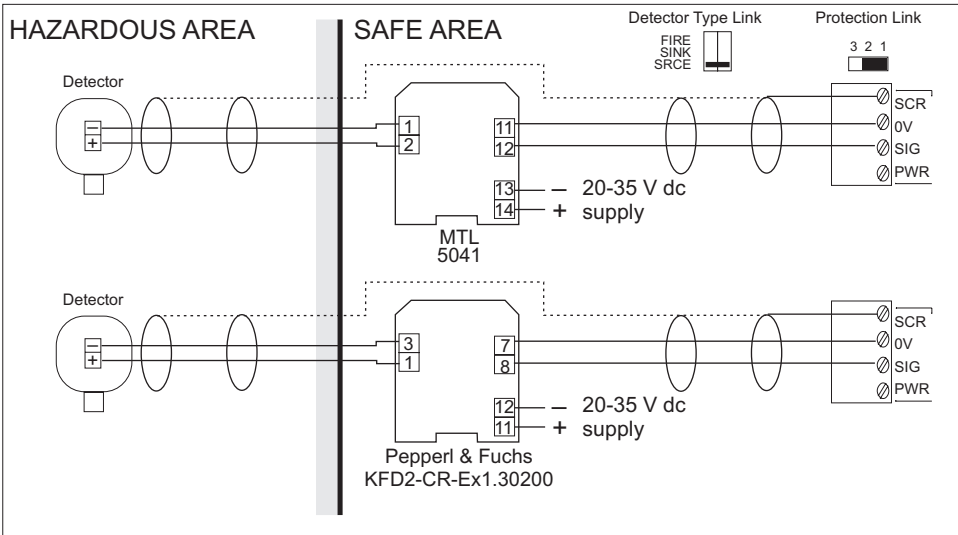 HAZARDOUS AREA
SAFE AREA
Detector Type Link
FIRE
SINK
SRCE
Protection Link
3 2 1
Detector
–
+
1
2
11
12
13 – 20-35 V dc
14 + supply
MTL
5041
SCR
0V
SIG
PWR
Detector
–
+
3
1
7
8
12 – 20-35 V dc
11 + supply
Pepperl & Fuchs
KFD2-CR-Ex1.30200
SCR
0V
SIG
PWR